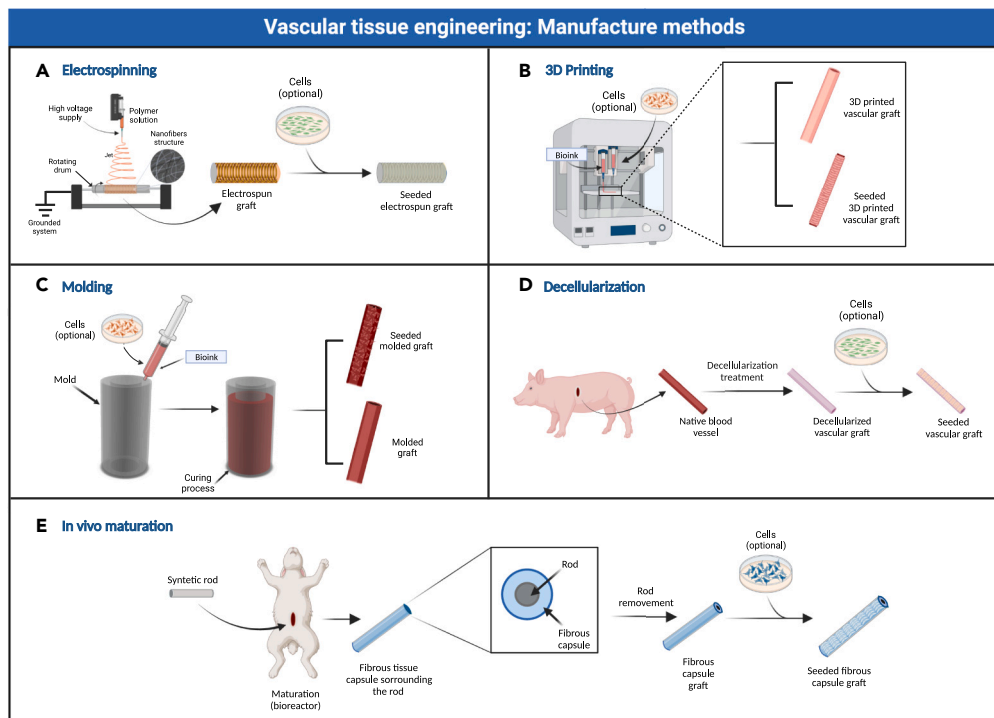 Vascular tissue engineering: Manufacture methods
A Electrospinning
High voltage
supply
Polymer
solution
Nanofibers
structure
Jet
Rotating
drum
Grounded
system
Cells
(optional)
Electrospun
graft
Seeded
electrospun graft
B 3D Printing
Cells
(optional)
Bioink
3D printed
vascular graft
Seeded
3D printed
vascular graft
C Molding
Cells
(optional)
Bioink
Mold
Curing
process
Seeded
molded graft
Molded
graft
D Decellularization
Native blood
vessel
Decellularization
treatment
Decellularized
vascular graft
Cells
(optional)
Seeded
vascular graft
E In vivo maturation
Syntetic rod
Maturation
(bioreactor)
Fibrous tissue
capsule sorrounding
the rod
Rod
Fibrous
capsule
Rod
removement
Fibrous
capsule
graft
Cells
(optional)
Seeded fibrous
capsule graft